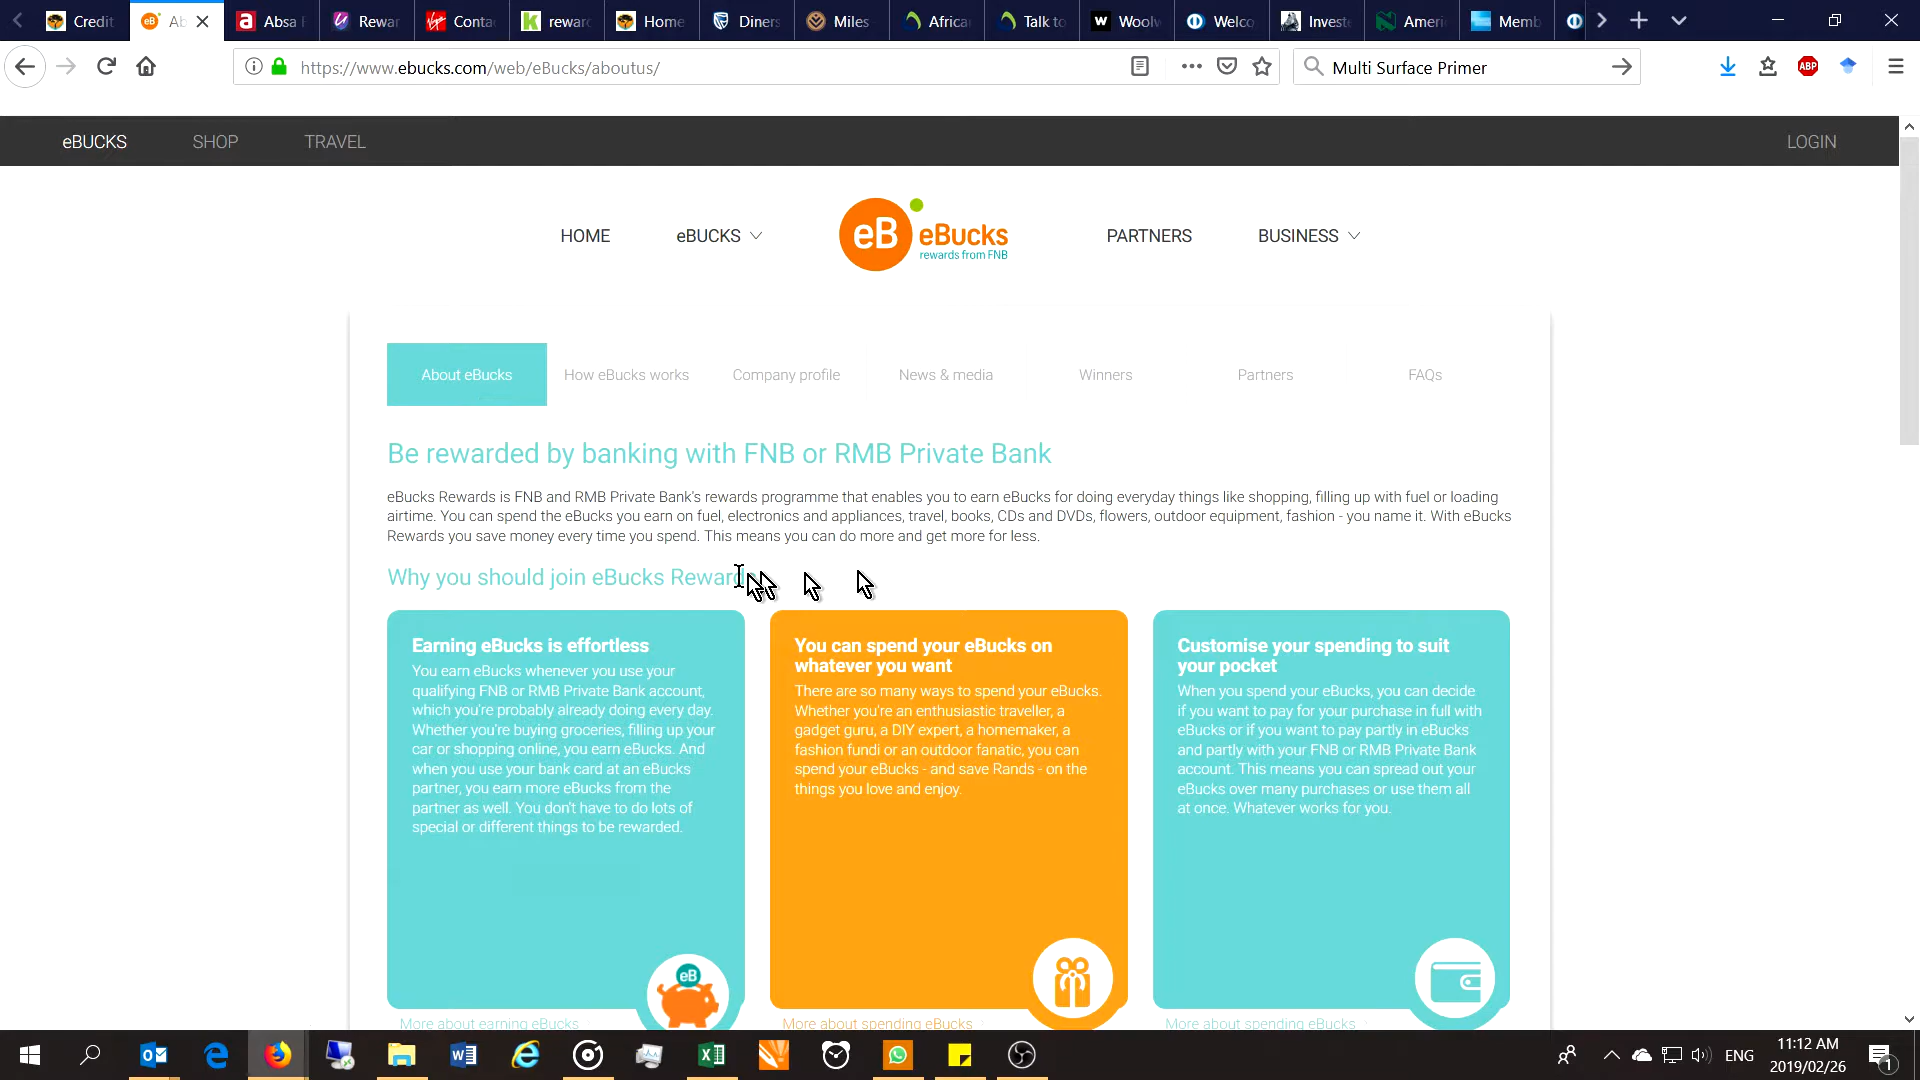 Credit
Ab
Absa
Rewar
Conta
rewar
Home
Diners
Miles
Africa
Talk to
Woolw
Welco
Invest
Ameri
Memb
https://www.ebucks.com/web/eBucks/aboutus/
Multi Surface Primer
ABP
eBUCKS
SHOP
TRAVEL
LOGIN
HOME
eBUCKS
eB eBucks
rewards from FNB
PARTNERS
BUSINESS
About eBucks
How eBucks works
Company profile
News & media
Winners
Partners
FAQs
Be rewarded by banking with FNB or RMB Private Bank
eBucks Rewards is FNB and RMB Private Bank's rewards programme that enables you to earn eBucks for doing everyday things like shopping, filling up with fuel or loading
airtime. You can spend the eBucks you earn on fuel, electronics and appliances, travel, books, CDs and DVDs, flowers, outdoor equipment, fashion - you name it. With eBucks
Rewards you save money every time you spend. This means you can do more and get more for less.
Why you should join eBucks Reward
Earning eBucks is effortless
You earn eBucks whenever you use your
qualifying FNB or RMB Private Bank account,
which you're probably already doing every day.
Whether you're buying groceries, filling up your
car or shopping online, you earn eBucks. And
when you use your bank card at an eBucks
partner, you earn more eBucks from the
partner as well. You don't have to do lots of
special or different things to be rewarded.
eB
More about earning eBucks
You can spend your eBucks on
whatever you want
There are so many ways to spend your eBucks.
Whether you're an enthusiastic traveller, a
gadget guru, a DIY expert, a homemaker, a
fashion fundi or an outdoor fanatic, you can
spend your eBucks - and save Rands - on the
things you love and enjoy.
More about spending eBucks
Customise your spending to suit
your pocket
When you spend your eBucks, you can decide
if you want to pay for your purchase in full with
eBucks or if you want to pay partly in eBucks
and partly with your FNB or RMB Private Bank
account. This means you can spread out your
eBucks over many purchases or use them all
at once. Whatever works for you.
More about spending eBucks
ENG
11:12 AM
2019/02/26
1